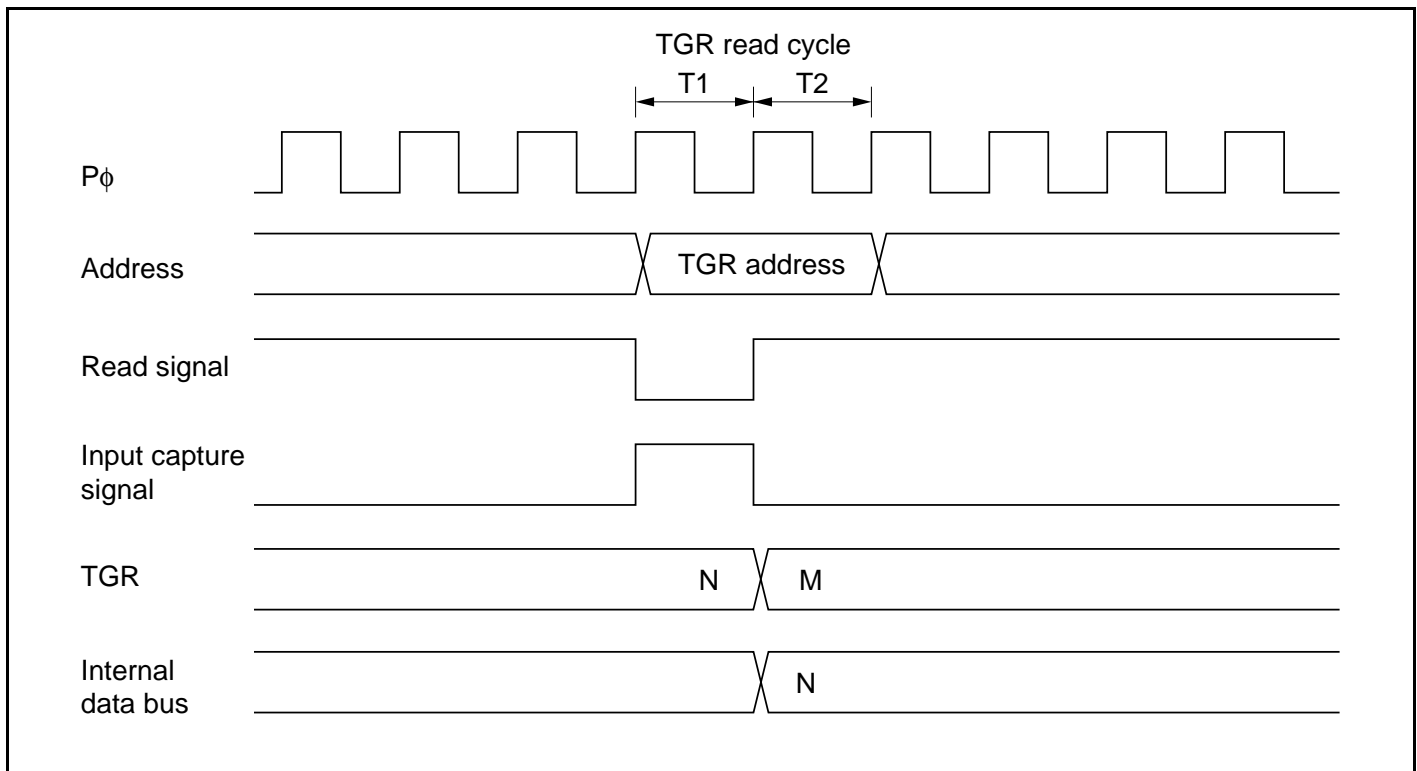 TGR read cycle
T1 T2
Pϕ
Address
TGR address
Read signal
Input capture
signal
TGR
N M
Internal
data bus
N